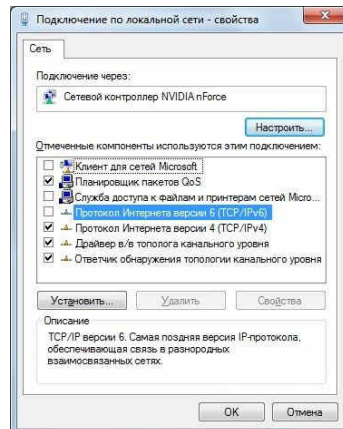 Подключение по локальной сети - свойства
Сеть
Подключение через:
Сетевой контроллер NVIDIA nForce
Настроить...
Отмеченные компоненты используются этим подключением:
Клиент для сетей Microsoft
Планировщик пакетов QoS
Служба доступа к файлам и принтерам сетей Micro...
Протокол Интернета версии 6 (TCP/IPv6)
Протокол Интернета версии 4 (TCP/IPv4)
Драйвер в/в тополога канального уровня
Ответчик обнаружения топологии канального уровня
Установить...
Удалить
Свойства
Описание
TCP/IP версии 6. Самая поздняя версия IP-протокола,
обеспечивающая связь в разнородных
взаимосвязанных сетях.
OK
Отмена